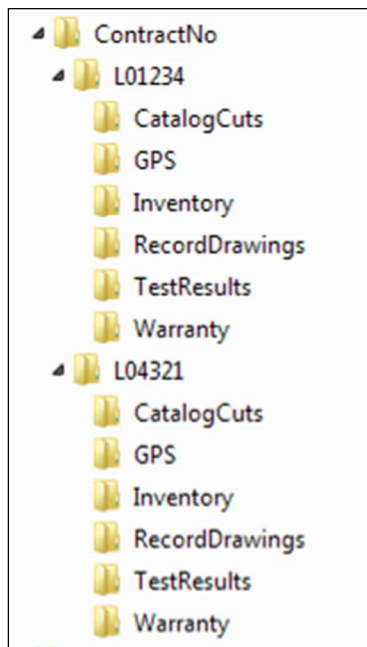 ContractNo
L01234
CatalogCuts
GPS
Inventory
RecordDrawings
TestResults
Warranty
L04321
CatalogCuts
GPS
Inventory
RecordDrawings
TestResults
Warranty